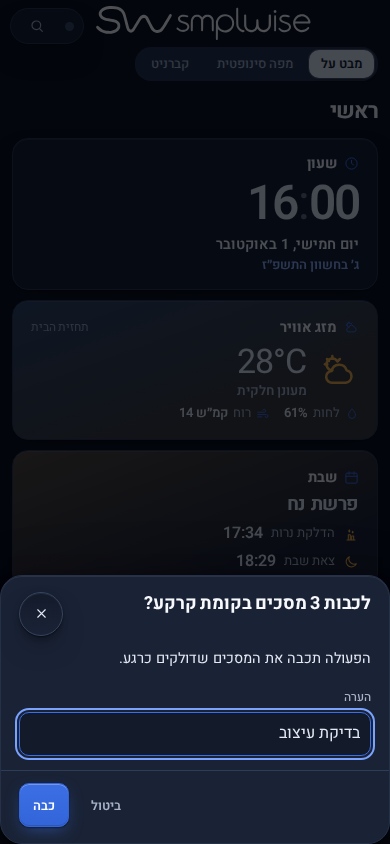 smplwise
מבט על
מפה סינופטית
קברניט
ראשי
שעון
16:00
יום חמישי, 1 באוקטובר
ג׳ בחשוון התשפ״ז
מזג אוויר
תחזית הבית
28°C
מעונן חלקית
לחות 61% רוח 14 קמ״ש
שבת
פרשת נח
הדלקת נרות 17:34
צאת שבת 18:29
לכבות 3 מסכים בקומת קרקע?
הפעולה תכבה את המסכים שדולקים כרגע.
הערה
בדיקת עיצוב
ביטול
כבה